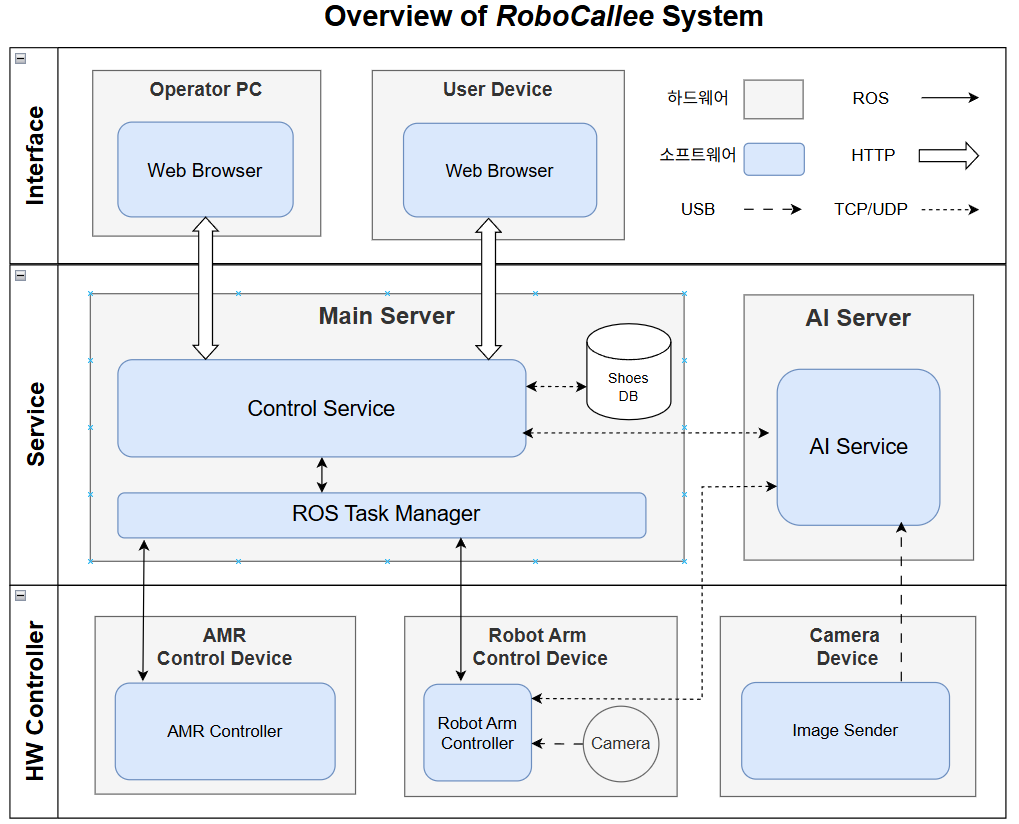 Overview of RoboCallee System
Interface
Operator PC
Web Browser
User Device
Web Browser
하드웨어
ROS
소프트웨어
HTTP
USB
TCP/UDP
Service
Main Server
Control Service
Shoes
DB
ROS Task Manager
AI Server
AI Service
HW Controller
AMR
Control Device
AMR Controller
Robot Arm
Control Device
Robot Arm
Controller
Camera
Camera
Device
Image Sender